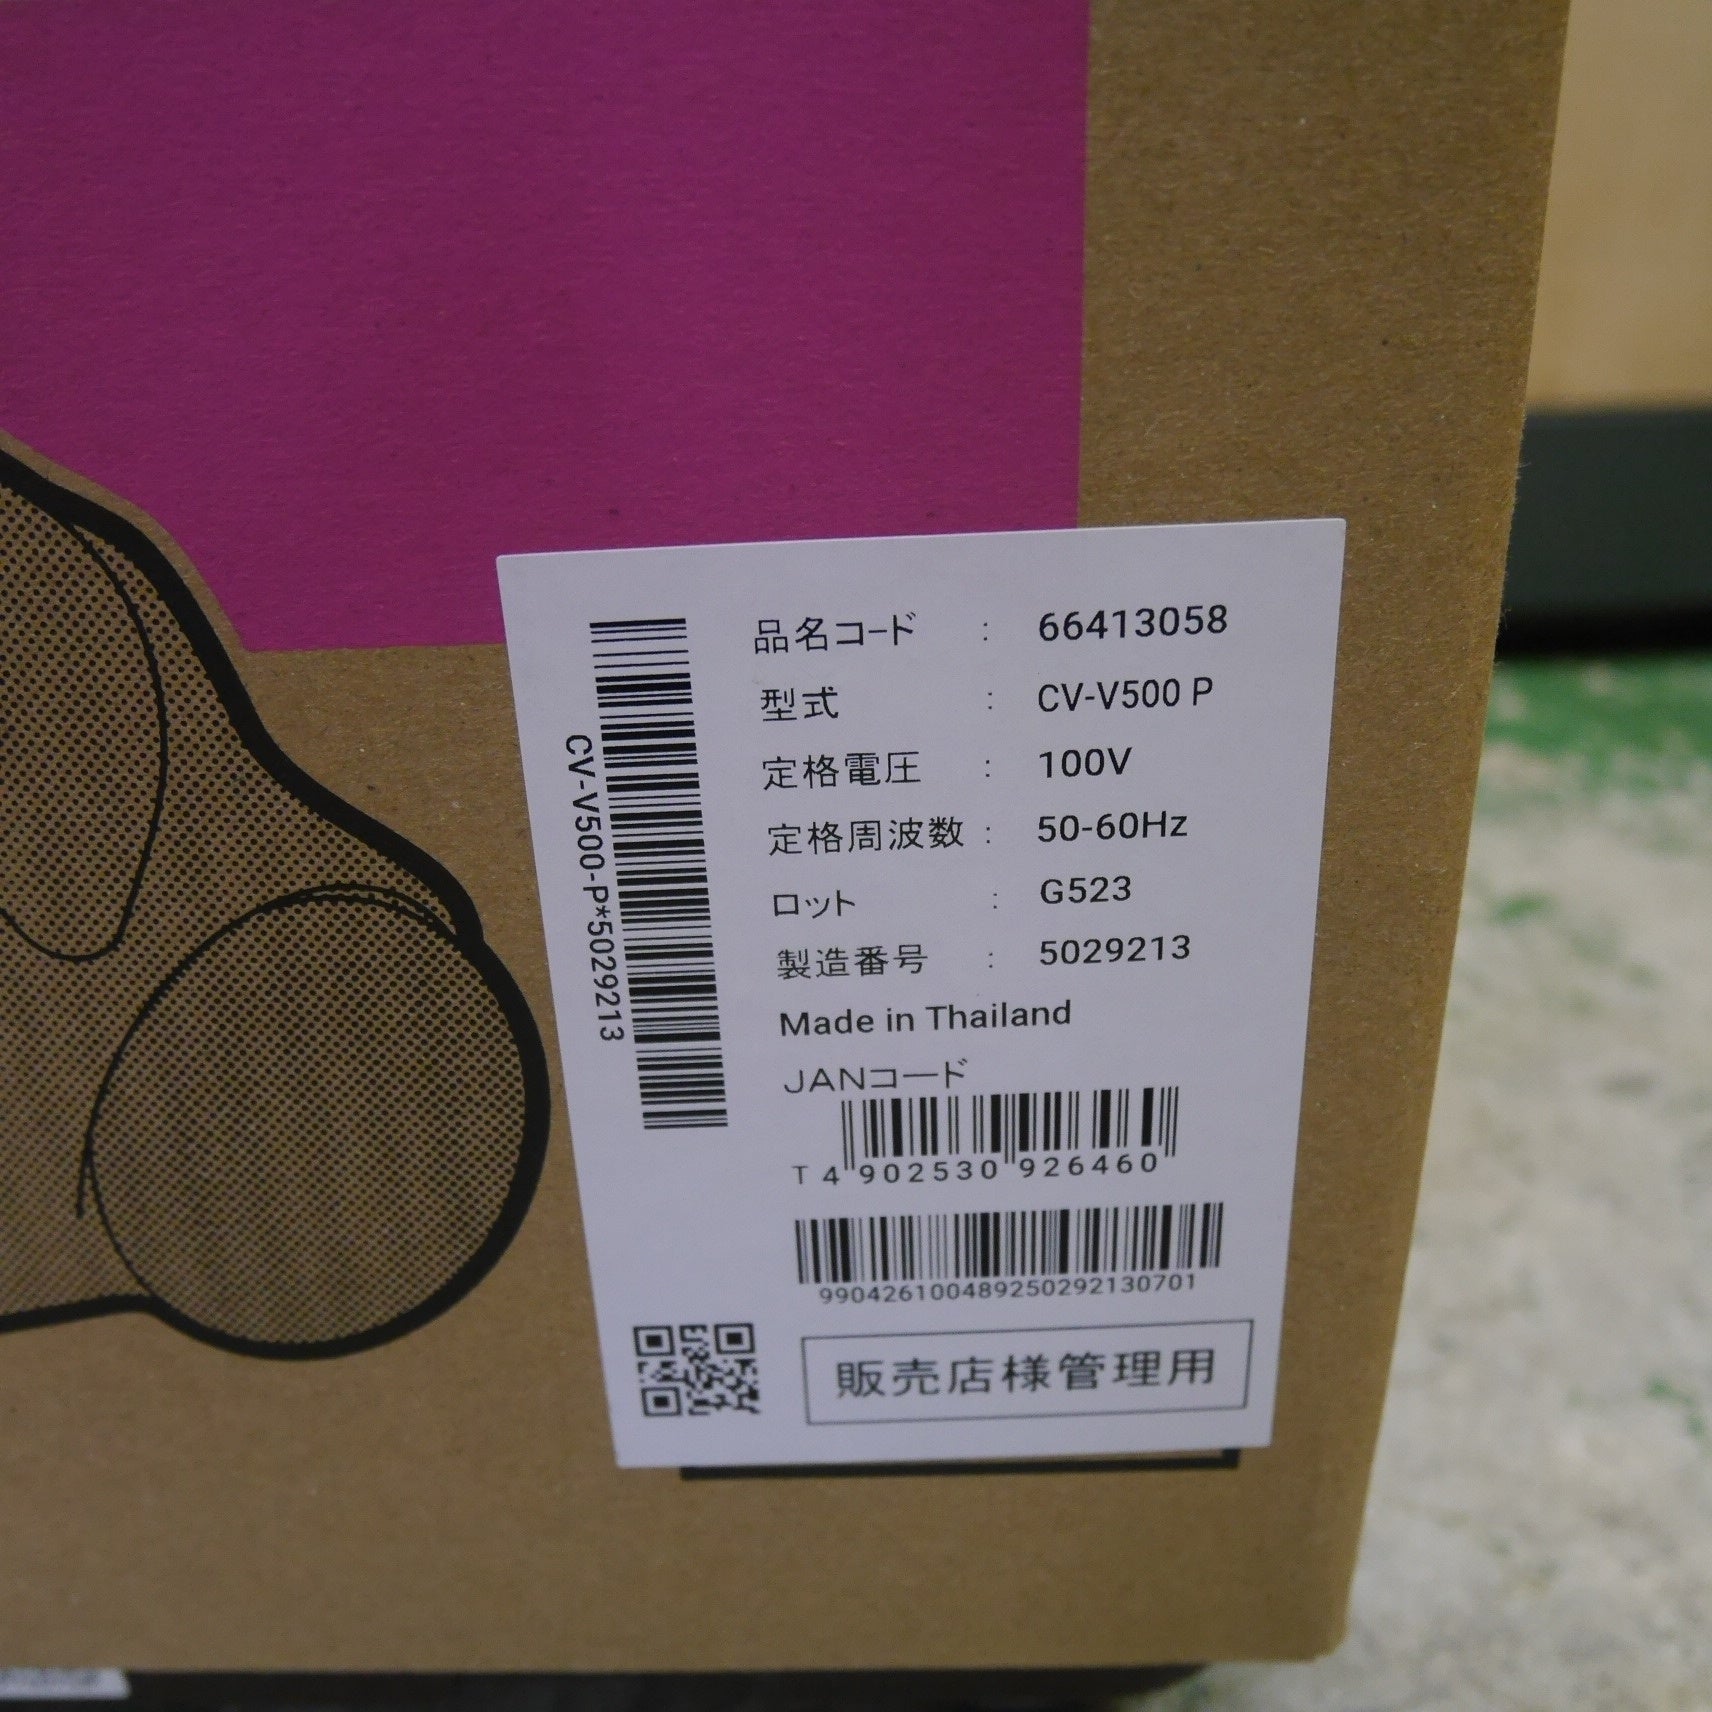 品名コード : 66413058
型式 : CV-V500 P
定格電圧 : 100V
定格周波数 : 50-60Hz
ロット : G523
製造番号 : 5029213
Made in Thailand
JANコード
T 4 902530 926460
99042610048925029213​0701
販売店様管理用
CV-V500-P*5029213